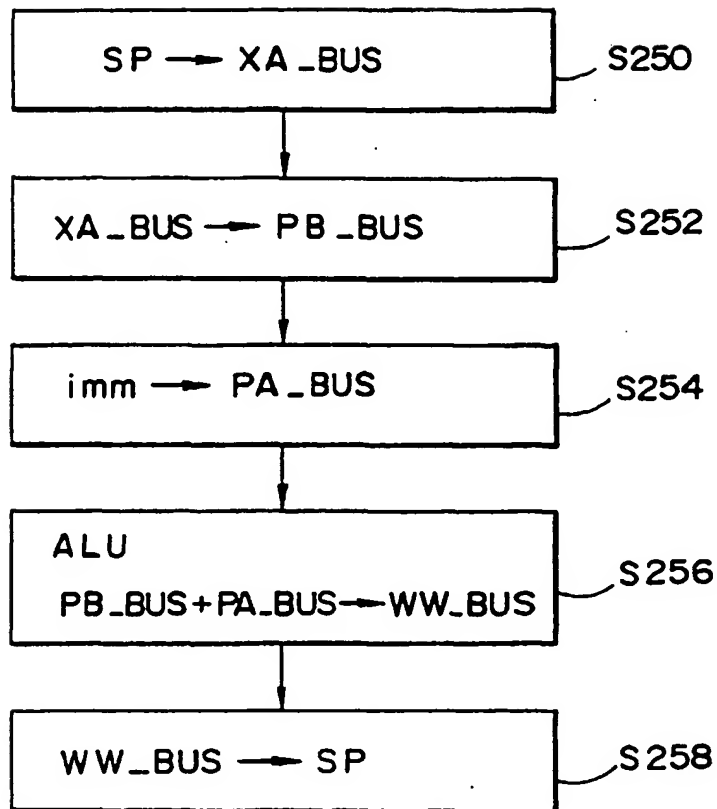 SP → XA_BUS S250
XA_BUS → PB_BUS S252
imm → PA_BUS S254
ALU
PB_BUS+PA_BUS→WW_BUS S256
WW_BUS → SP S258